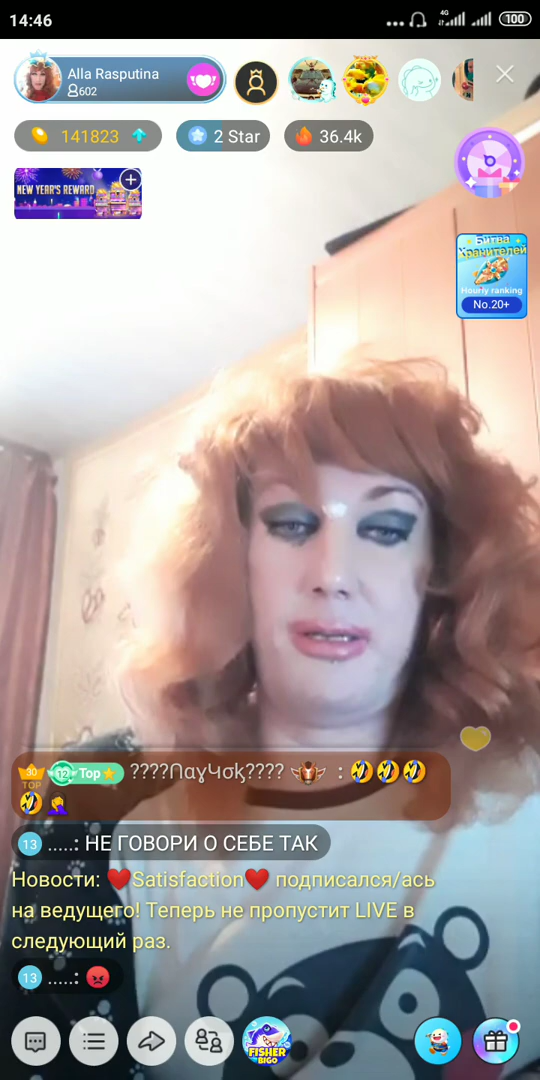 14:46
4G
100
Alla Rasputina
602
141823
2 Star
36.4k
NEW YEAR'S REWARD
Битва
Хранителей
Hourly ranking
No.20+
30 12 Top ????ՈαɣЧσӄ???? : 🤣🤣🤣
TOP
🤣🤦‍♀️
13 .....: НЕ ГОВОРИ О СЕБЕ ТАК
Новости: ❤️Satisfaction❤️ подписался/ась
на ведущего! Теперь не пропустит LIVE в
следующий раз.
13 .....: 😡
FISHER
BIGO